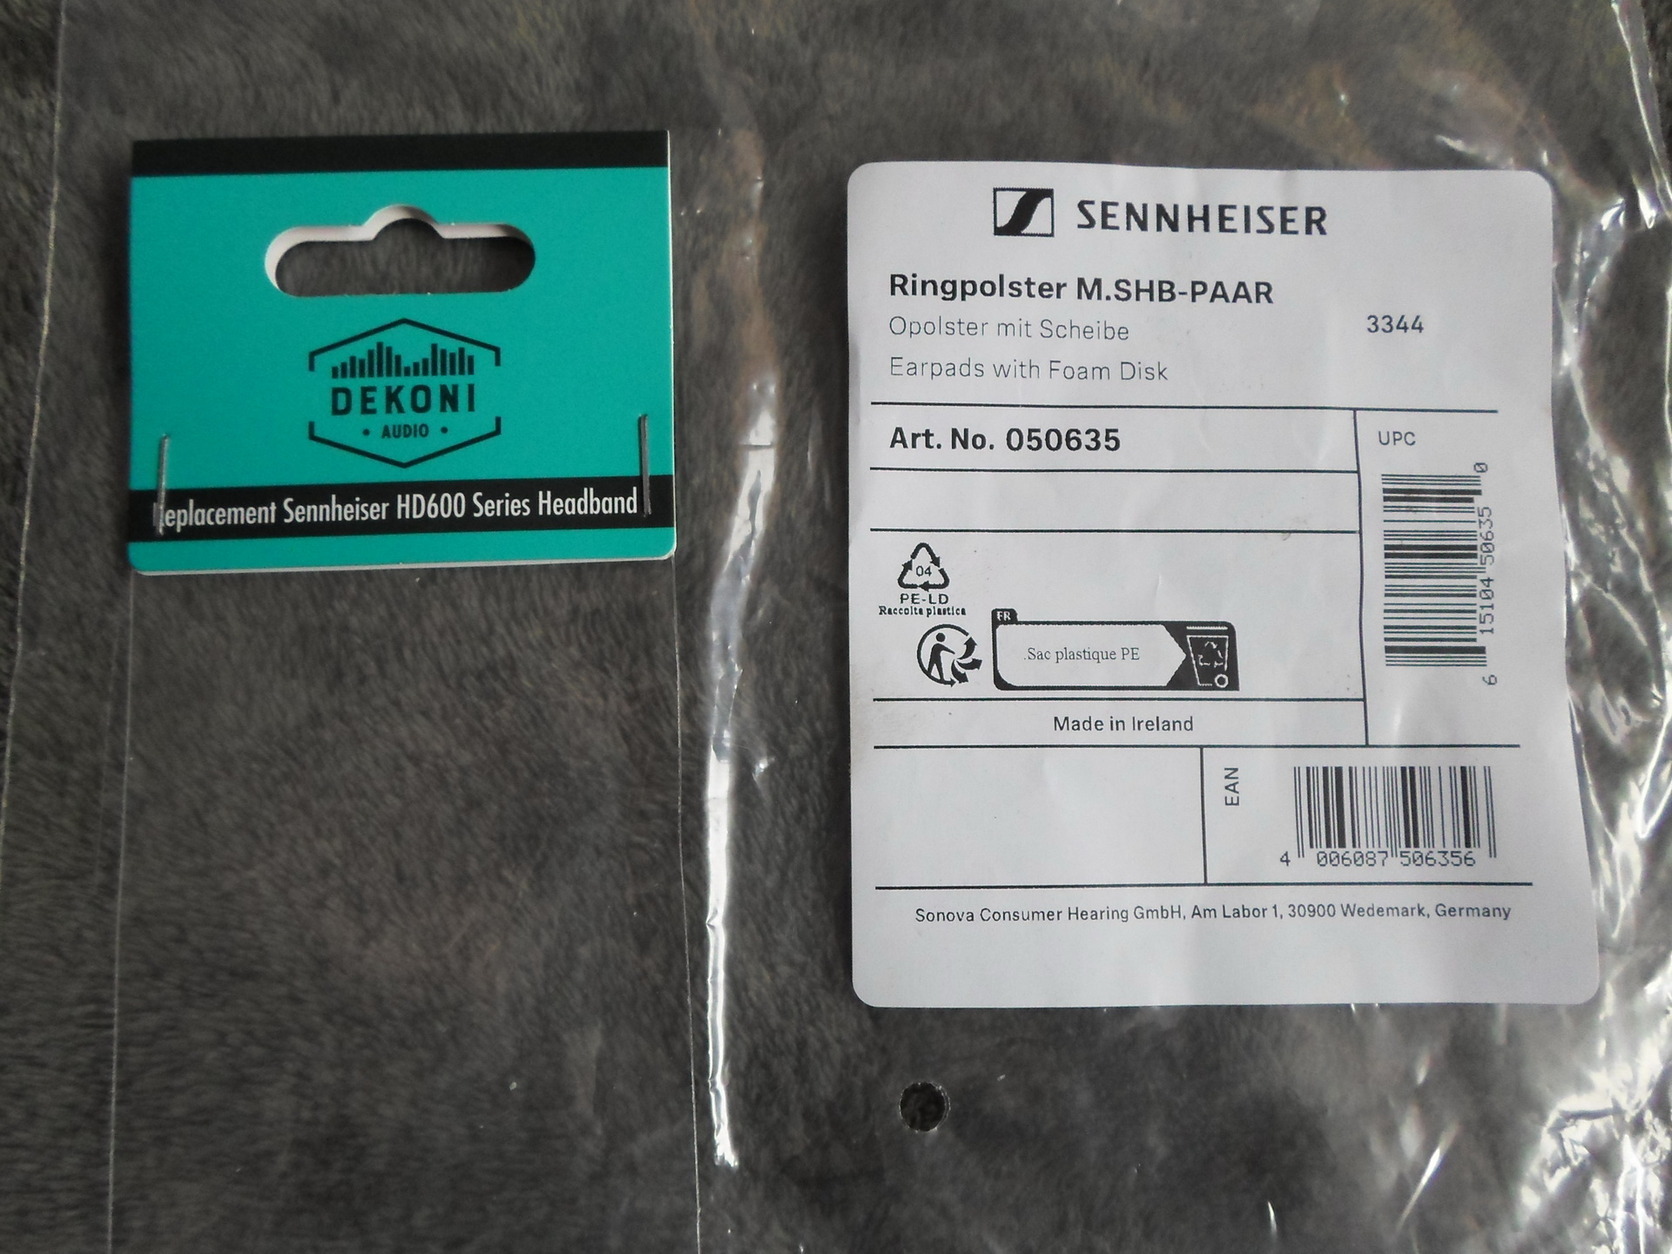 DEKONI
• AUDIO •
Replacement Sennheiser HD600 Series Headband
SENNHEISER
Ringpolster M.SHB-PAAR
Opolster mit Scheibe
3344
Earpads with Foam Disk
Art. No. 050635
UPC
6 15104 50635 0
04
PE-LD
Raccolta plastica
FR
.Sac plastique PE
Made in Ireland
EAN
4 006087 506356
Sonova Consumer Hearing GmbH, Am Labor 1, 30900 Wedemark, Germany